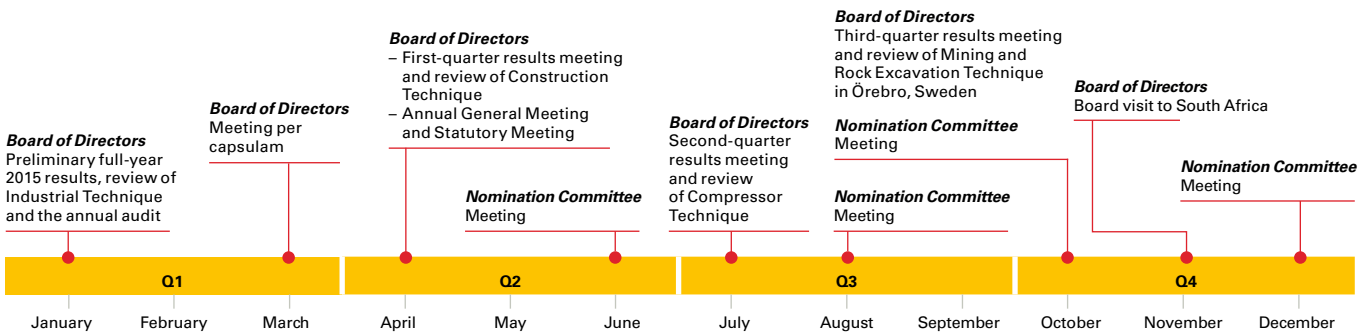 Board of Directors
Preliminary full-year
2015 results, review of
Industrial Technique
and the annual audit
Board of Directors
Meeting per
capsulam
Board of Directors
– First-quarter results meeting
and review of Construction
Technique
– Annual General Meeting
and Statutory Meeting
Nomination Committee
Meeting
Board of Directors
Second-quarter
results meeting
and review
of Compressor
Technique
Board of Directors
Third-quarter results meeting
and review of Mining and
Rock Excavation Technique
in Örebro, Sweden
Nomination Committee
Meeting
Nomination Committee
Meeting
Board of Directors
Board visit to South Africa
Nomination Committee
Meeting
Q1 Q2 Q3 Q4
January February March April May June July August September October November December